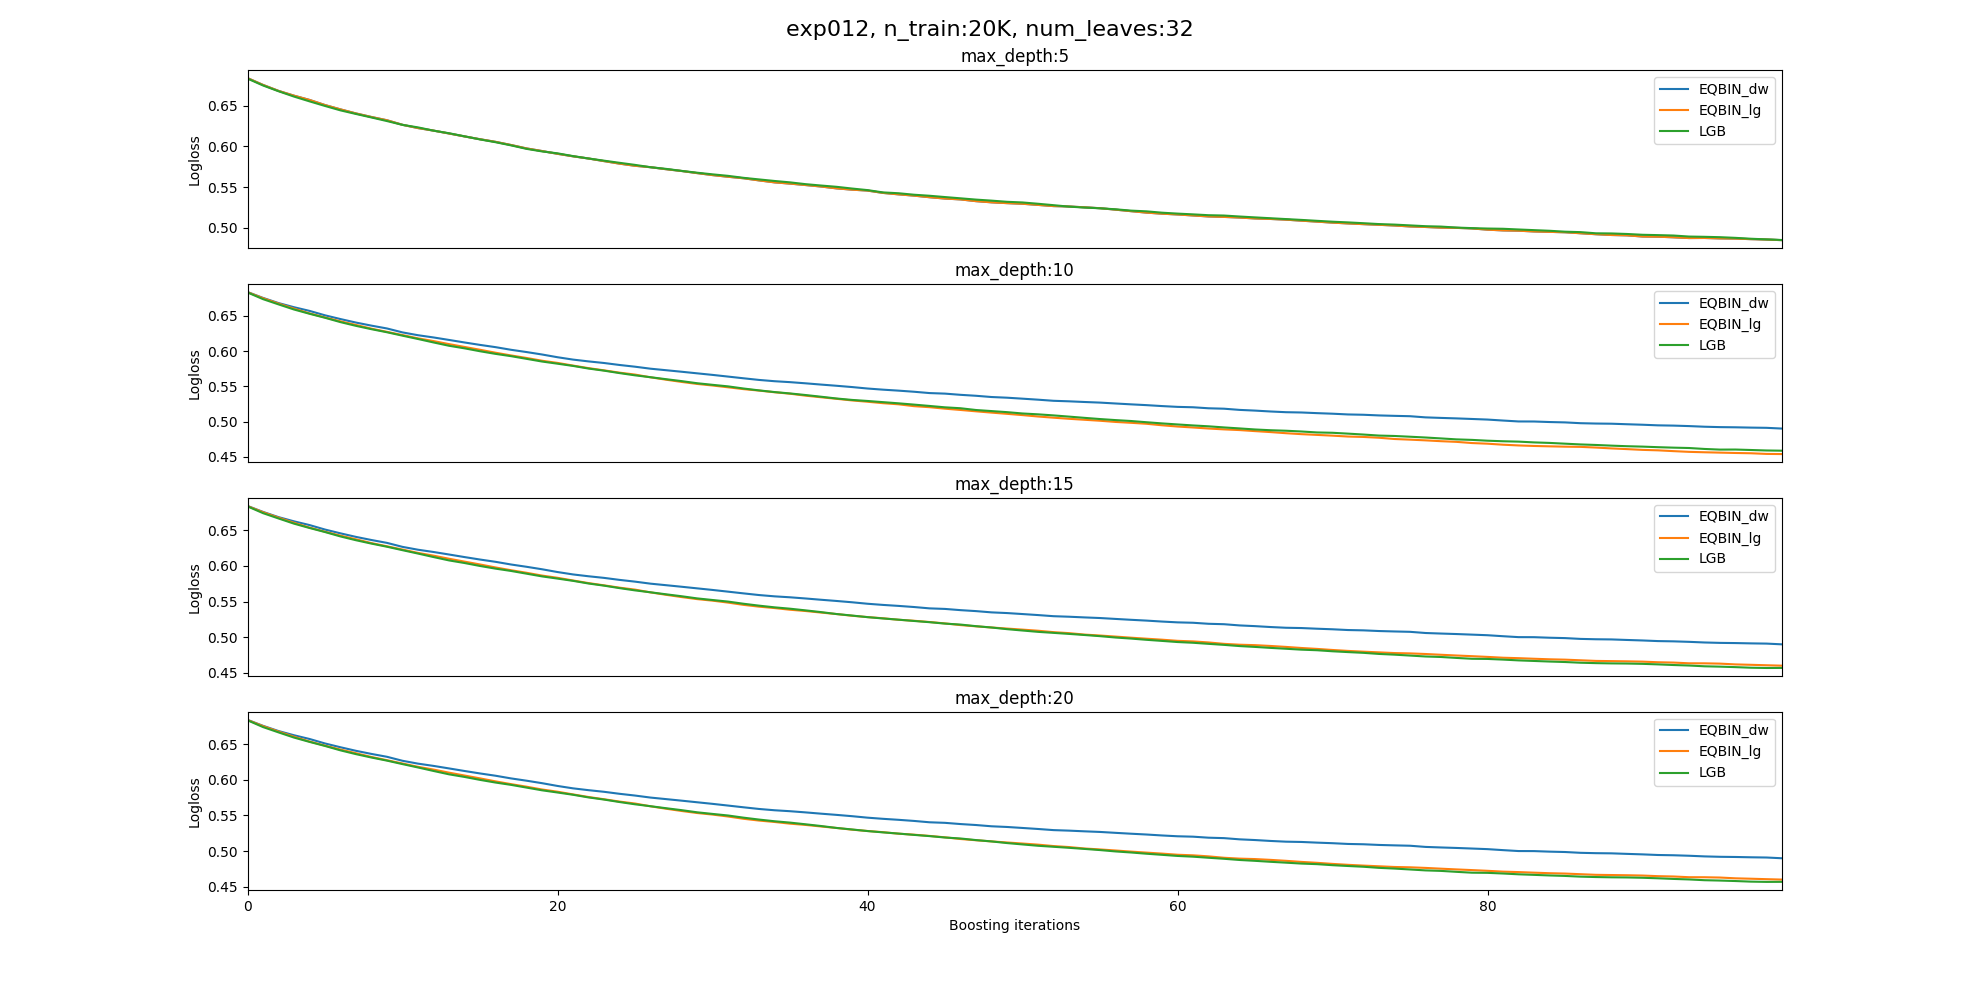 exp012, n_train:20K, num_leaves:32
max_depth:5
Logloss
0.65
0.60
0.55
0.50
EQBIN_dw
EQBIN_lg
LGB
max_depth:10
Logloss
0.65
0.60
0.55
0.50
0.45
EQBIN_dw
EQBIN_lg
LGB
max_depth:15
Logloss
0.65
0.60
0.55
0.50
0.45
EQBIN_dw
EQBIN_lg
LGB
max_depth:20
Logloss
0.65
0.60
0.55
0.50
0.45
EQBIN_dw
EQBIN_lg
LGB
0 20 40 60 80
Boosting iterations